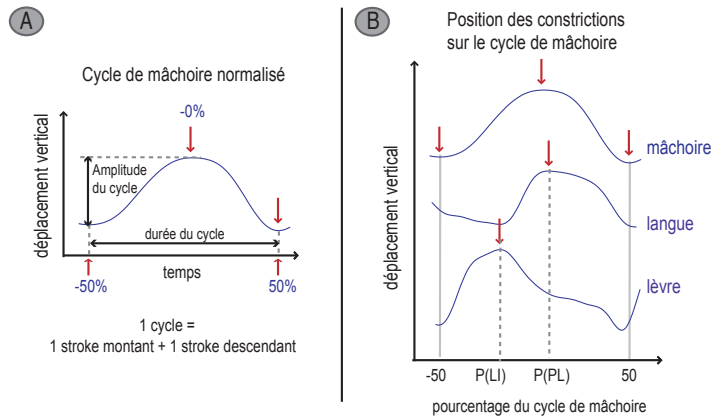 A
Cycle de mâchoire normalisé
-0%
déplacement vertical
Amplitude
du cycle
durée du cycle
temps
-50%
50%
1 cycle =
1 stroke montant + 1 stroke descendant
B
Position des constrictions
sur le cycle de mâchoire
déplacement vertical
mâchoire
langue
lèvre
-50
P(LI)
P(PL)
50
pourcentage du cycle de mâchoire